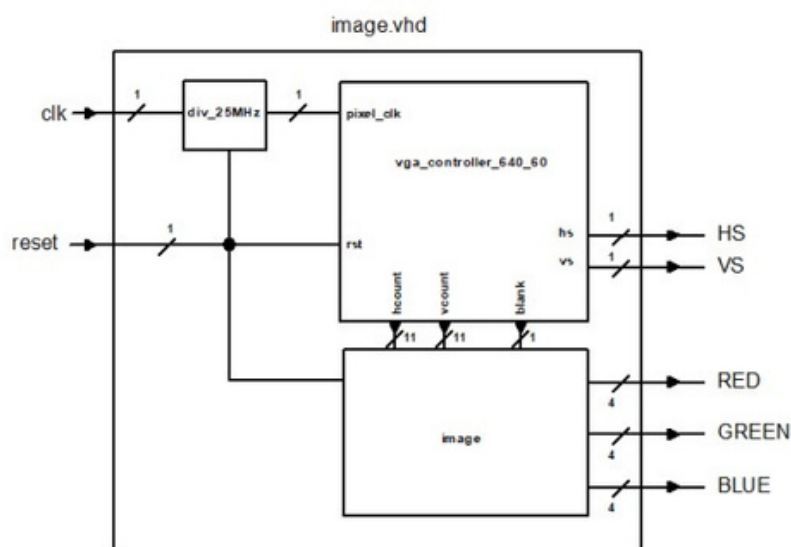 image.vhd
clk
1
div_25MHz
1
pixel_clk
vga_controller_640_60
reset
1
rst
hs
1
HS
vs
1
VS
hcount
vcount
blank
11
11
1
image
4
RED
4
GREEN
4
BLUE